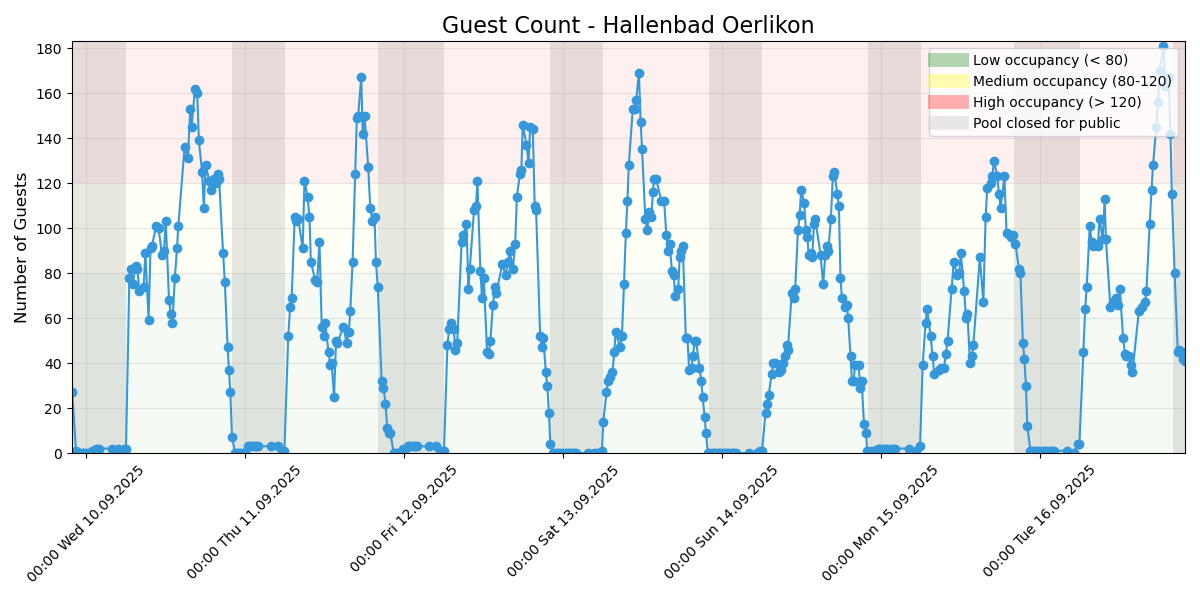 Guest Count - Hallenbad Oerlikon
Number of Guests
180
160
140
120
100
80
60
40
20
0
Low occupancy (< 80)
Medium occupancy (80-120)
High occupancy (> 120)
Pool closed for public
00:00 Wed 10.09.2025
00:00 Thu 11.09.2025
00:00 Fri 12.09.2025
00:00 Sat 13.09.2025
00:00 Sun 14.09.2025
00:00 Mon 15.09.2025
00:00 Tue 16.09.2025